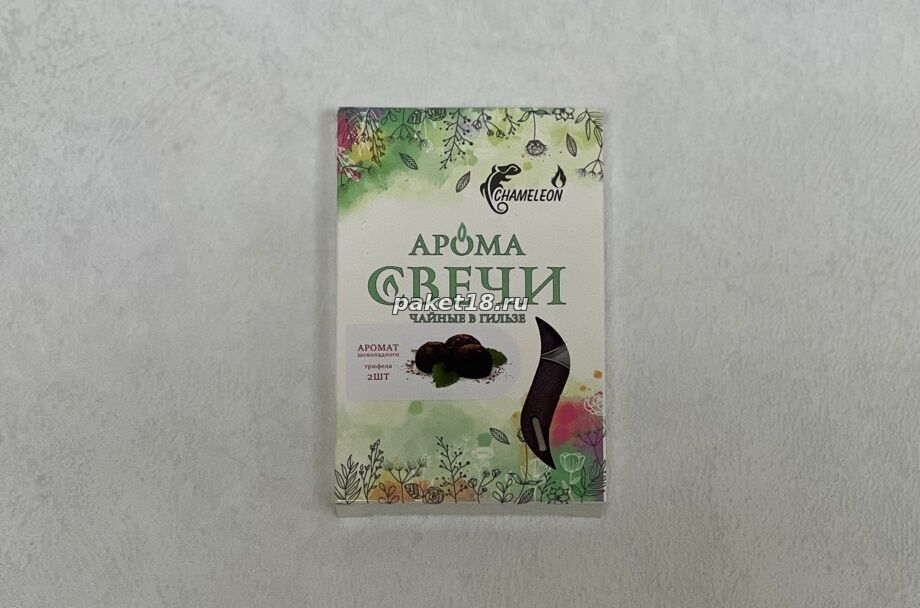 CHAMELEON
АРОМА
СВЕЧИ
paket18.ru
ЧАЙНЫЕ В ГИЛЬЗЕ
АРОМАТ
шоколадного
трюфеля
2ШТ